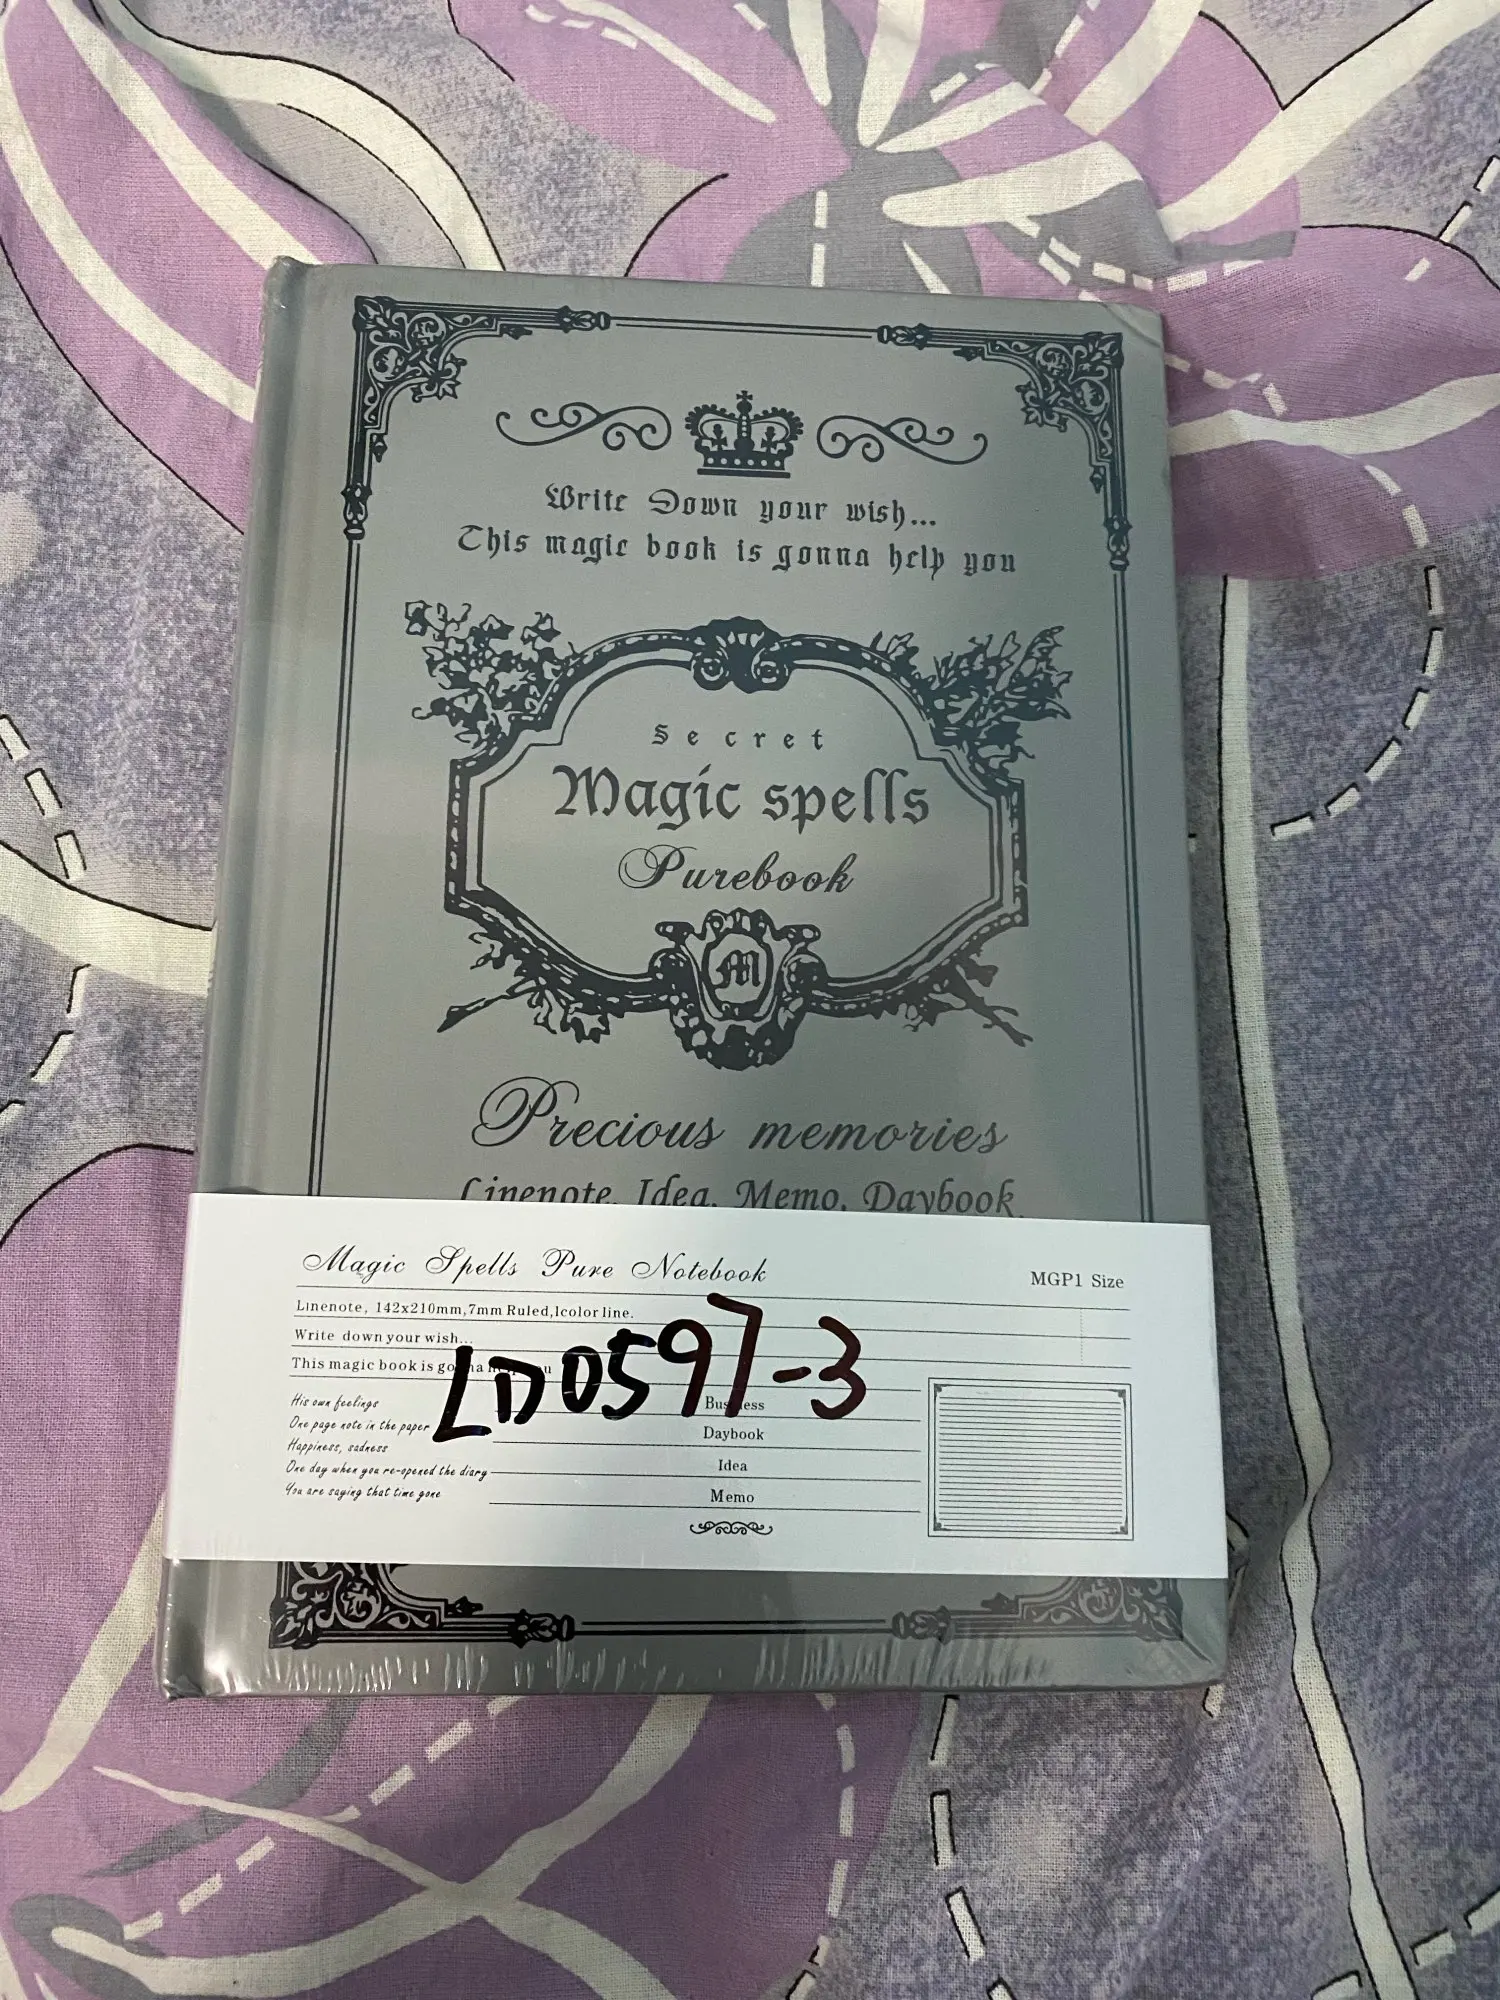 Write Down your wish...
This magic book is gonna help you
Secret
Magic spells
Purebook
M
Precious memories
Linenote, Idea, Memo, Daybook
Magic Spells Pure Notebook
MGP1 Size
Linenote, 142x210mm,7mm Ruled,1color line.
Write down your wish...
This magic book is
LD0597-3
His own feelings
One page note in the paper
Happiness, sadness
One day when you re-opened the diary
You are saying that time gone
Business
Daybook
Idea
Memo